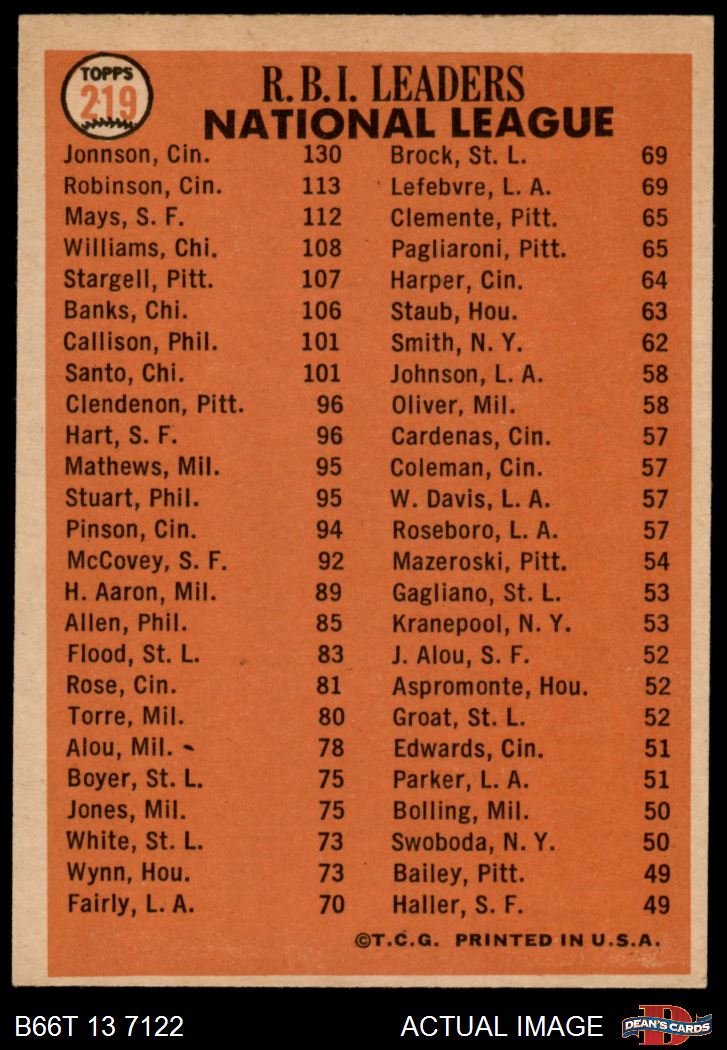 TOPPS
219
R.B.I. LEADERS
NATIONAL LEAGUE
Jonnson, Cin. 130
Robinson, Cin. 113
Mays, S. F. 112
Williams, Chi. 108
Stargell, Pitt. 107
Banks, Chi. 106
Callison, Phil. 101
Santo, Chi. 101
Clendenon, Pitt. 96
Hart, S. F. 96
Mathews, Mil. 95
Stuart, Phil. 95
Pinson, Cin. 94
McCovey, S. F. 92
H. Aaron, Mil. 89
Allen, Phil. 85
Flood, St. L. 83
Rose, Cin. 81
Torre, Mil. 80
Alou, Mil. 78
Boyer, St. L. 75
Jones, Mil. 75
White, St. L. 73
Wynn, Hou. 73
Fairly, L. A. 70
Brock, St. L. 69
Lefebvre, L. A. 69
Clemente, Pitt. 65
Pagliaroni, Pitt. 65
Harper, Cin. 64
Staub, Hou. 63
Smith, N. Y. 62
Johnson, L. A. 58
Oliver, Mil. 58
Cardenas, Cin. 57
Coleman, Cin. 57
W. Davis, L. A. 57
Roseboro, L. A. 57
Mazeroski, Pitt. 54
Gagliano, St. L. 53
Kranepool, N. Y. 53
J. Alou, S. F. 52
Aspromonte, Hou. 52
Groat, St. L. 52
Edwards, Cin. 51
Parker, L. A. 51
Bolling, Mil. 50
Swoboda, N. Y. 50
Bailey, Pitt. 49
Haller, S. F. 49
©T.C.G. PRINTED IN U.S.A.
B66T 13 7122
ACTUAL IMAGE
D
DEAN'S CARDS